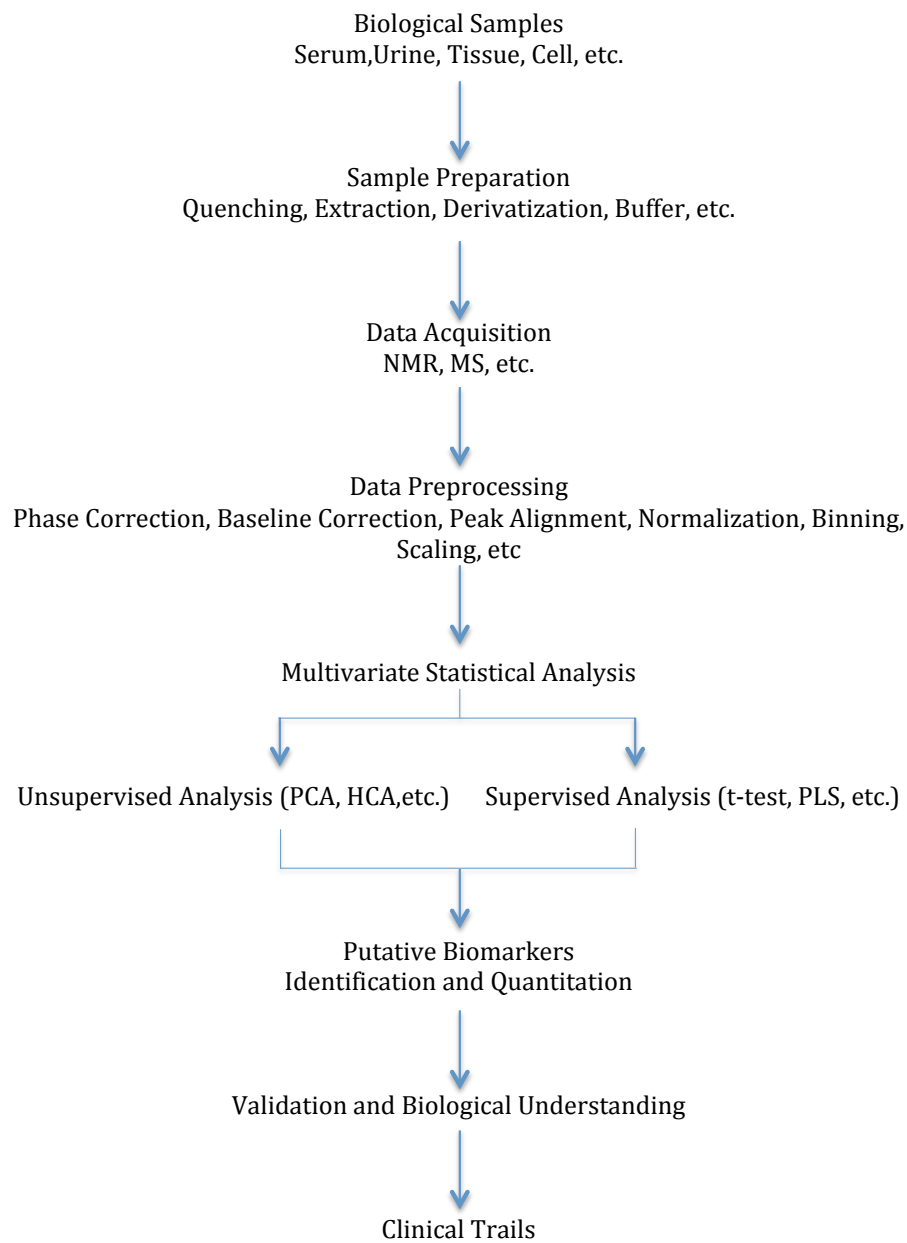 Biological Samples
Serum,Urine, Tissue, Cell, etc.
Sample Preparation
Quenching, Extraction, Derivatization, Buffer, etc.
Data Acquisition
NMR, MS, etc.
Data Preprocessing
Phase Correction, Baseline Correction, Peak Alignment, Normalization, Binning,
Scaling, etc
Multivariate Statistical Analysis
Unsupervised Analysis (PCA, HCA,etc.)
Supervised Analysis (t-test, PLS, etc.)
Putative Biomarkers
Identification and Quantitation
Validation and Biological Understanding
Clinical Trails